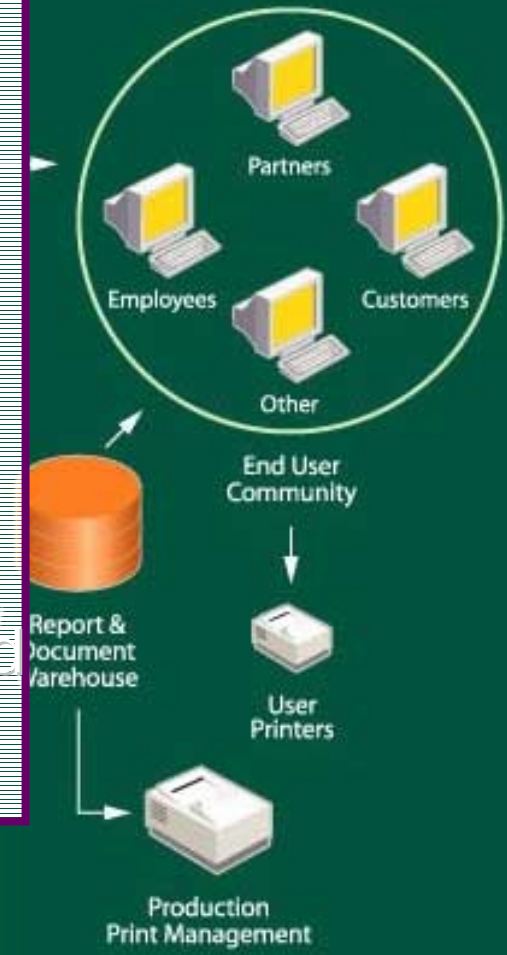 Partners
Employees
Customers
Other
End User
Community
Report &
Document
Warehouse
User
Printers
Production
Print Management